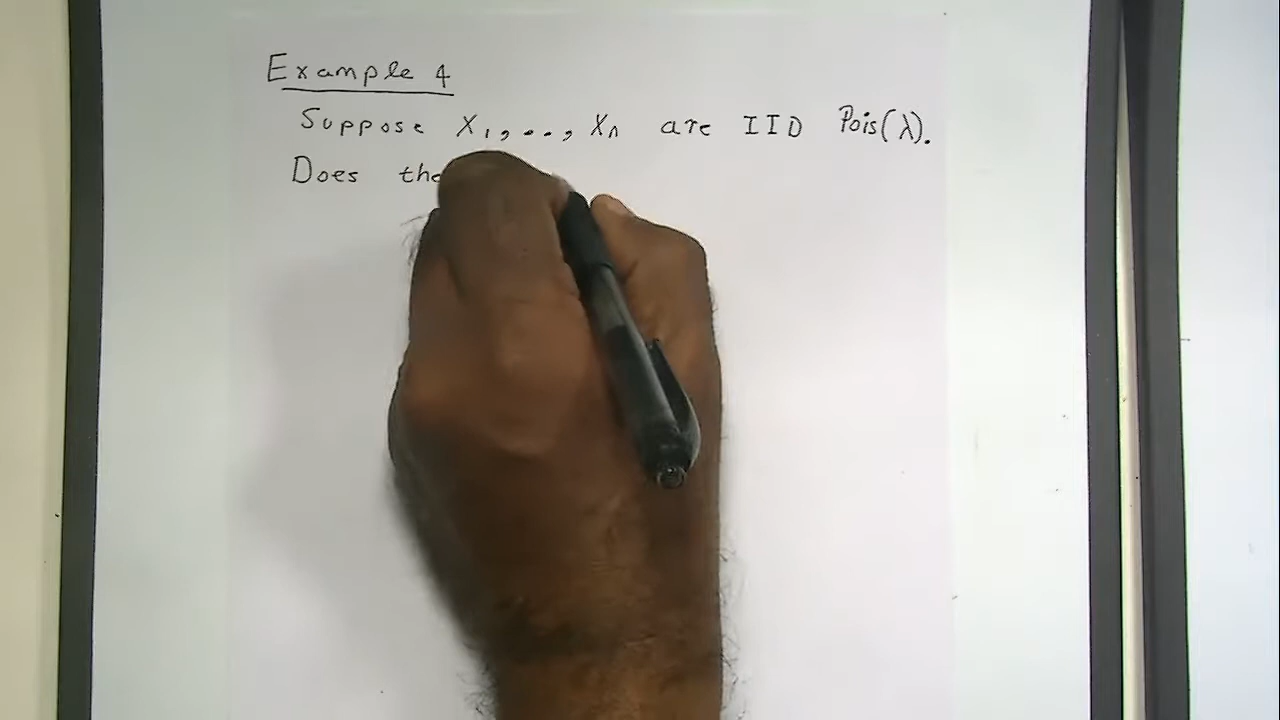 Example 4
Suppose X₁,..., Xₙ are IID Pois(λ).
Does the